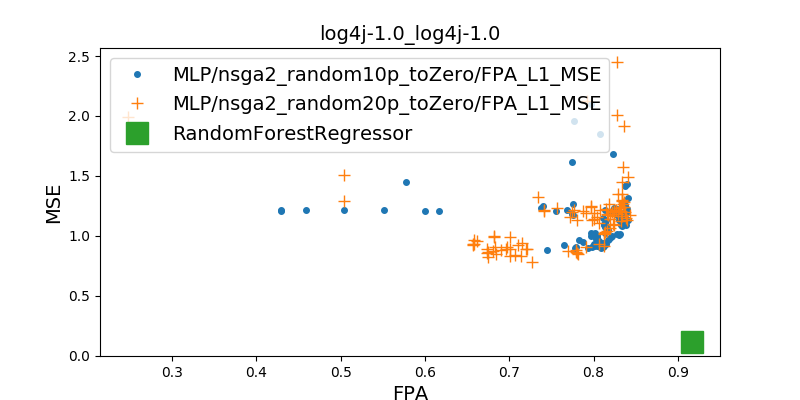 log4j-1.0_log4j-1.0
MLP/nsga2_random10p_toZero/FPA_L1_MSE
MLP/nsga2_random20p_toZero/FPA_L1_MSE
RandomForestRegressor
MSE
2.5
2.0
1.5
1.0
0.5
0.0
0.3 0.4 0.5 0.6 0.7 0.8 0.9
FPA